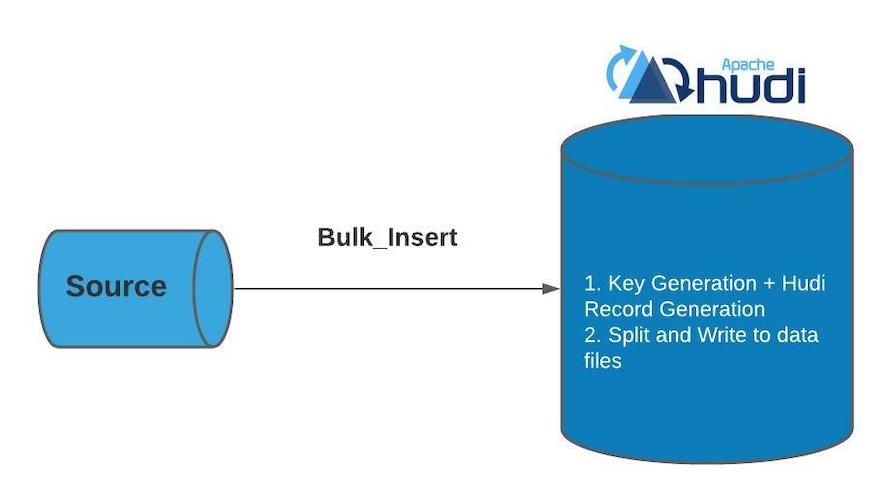 Apache
hudi
Bulk_Insert
Source
1. Key Generation + Hudi
Record Generation
2. Split and Write to data
files